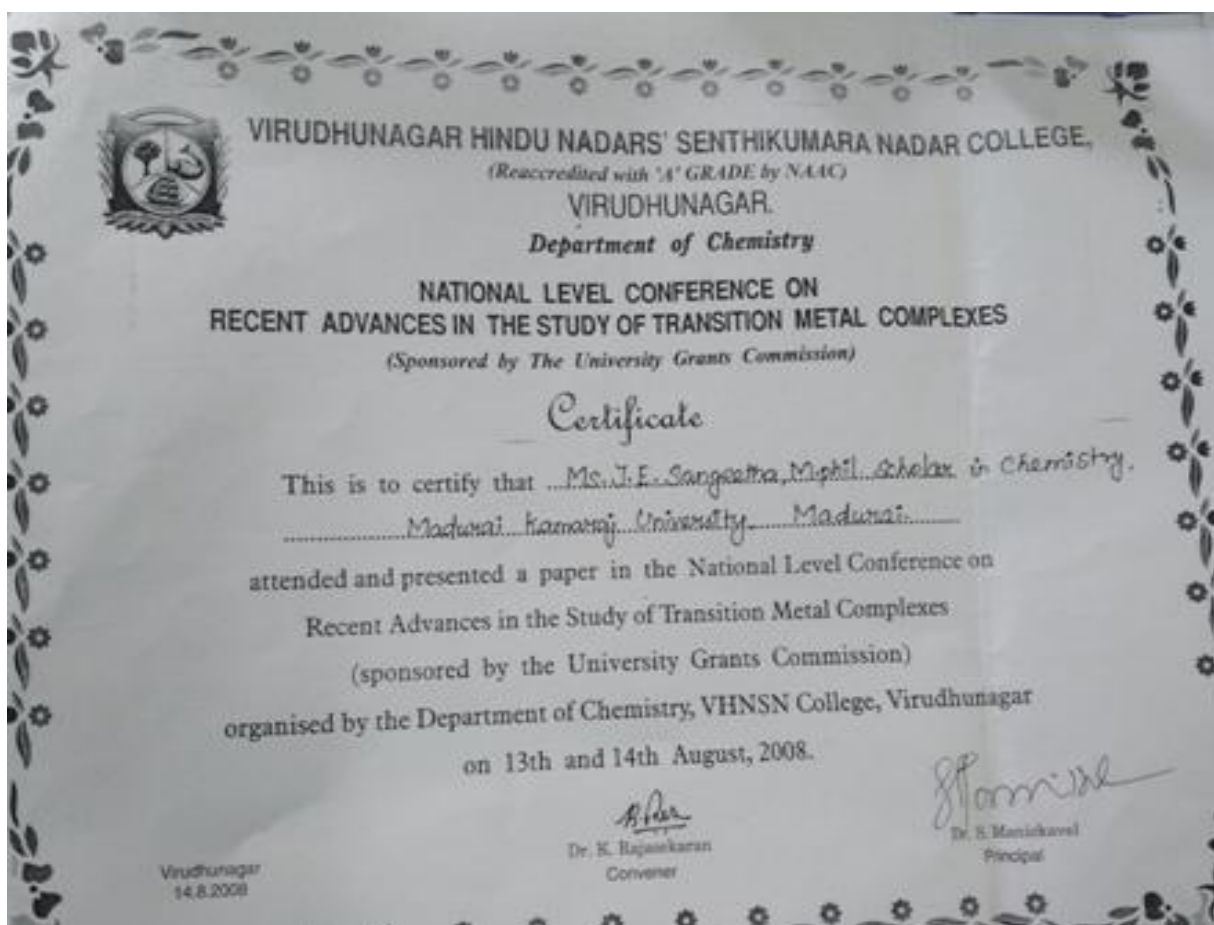 VIRUDHUNAGAR HINDU NADARS' SENTHIKUMARA NADAR COLLEGE,
(Reaccredited with 'A' GRADE by NAAC)
VIRUDHUNAGAR.
Department of Chemistry
NATIONAL LEVEL CONFERENCE ON
RECENT ADVANCES IN THE STUDY OF TRANSITION METAL COMPLEXES
(Sponsored by The University Grants Commission)
Certificate
This is to certify that Ms. J. E. Sangeetha, M.phil Scholar in Chemistry,
Madurai Kamaraj University Madurai.
attended and presented a paper in the National Level Conference on
Recent Advances in the Study of Transition Metal Complexes
(sponsored by the University Grants Commission)
organised by the Department of Chemistry, VHNSN College, Virudhunagar
on 13th and 14th August, 2008.
Dr. K. Rajasekaran
Convener
Dr. S. Manickavel
Principal
Virudhunagar
14.8.2008